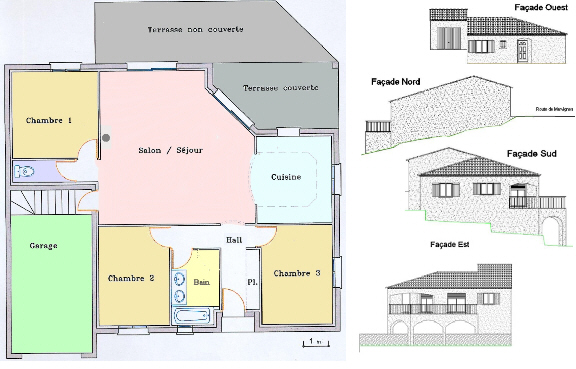 Terrasse non couverte
Terrasse couverte
Chambre 1
Salon / Séjour
Cuisine
Garage
Hall
Chambre 2
Bain
Pl.
Chambre 3
1 m
Façade Ouest
Façade Nord
Route de Marvignan
Façade Sud
Façade Est